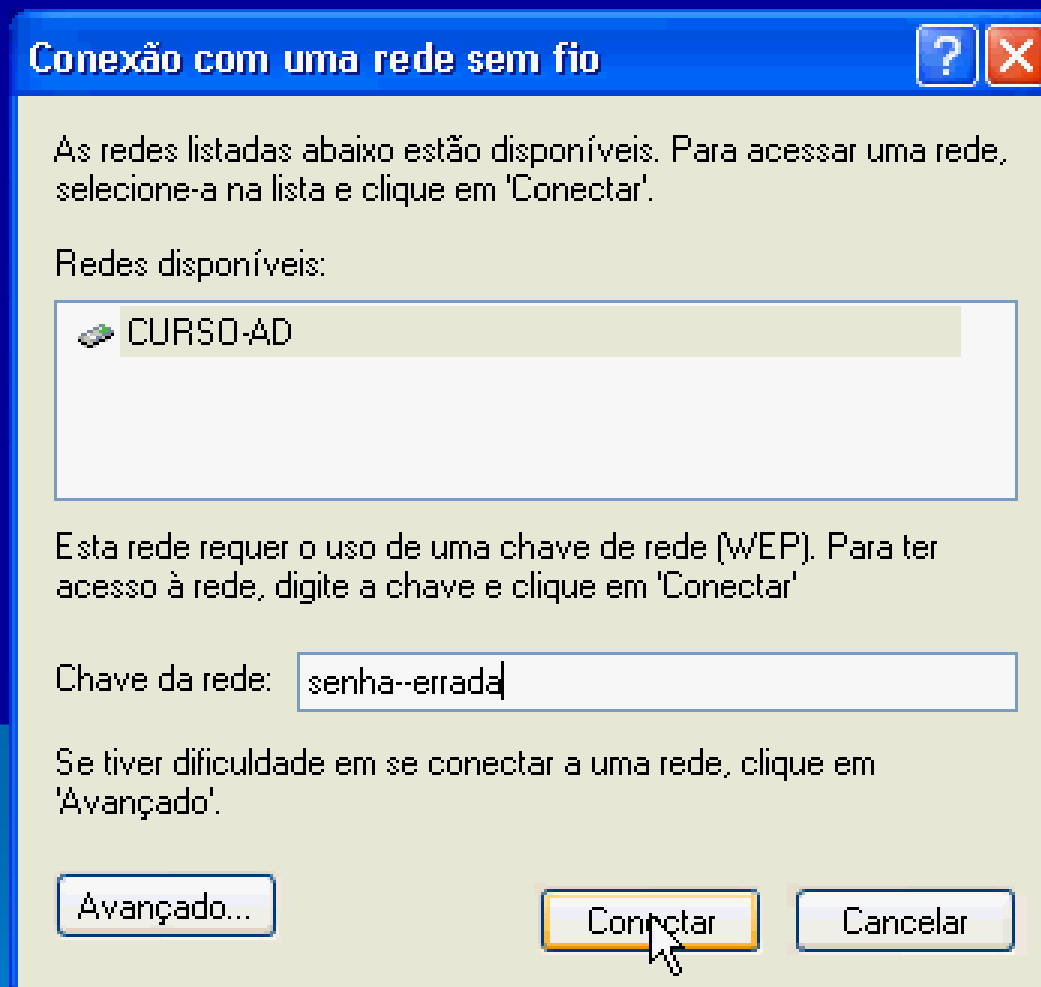 Conexão com uma rede sem fio
As redes listadas abaixo estão disponíveis. Para acessar uma rede,
selecione-a na lista e clique em 'Conectar'.
Redes disponíveis:
CURSO-AD
Esta rede requer o uso de uma chave de rede (WEP). Para ter
acesso à rede, digite a chave e clique em 'Conectar'
Chave da rede: senha--errada
Se tiver dificuldade em se conectar a uma rede, clique em
'Avançado'.
Avançado... Conectar Cancelar